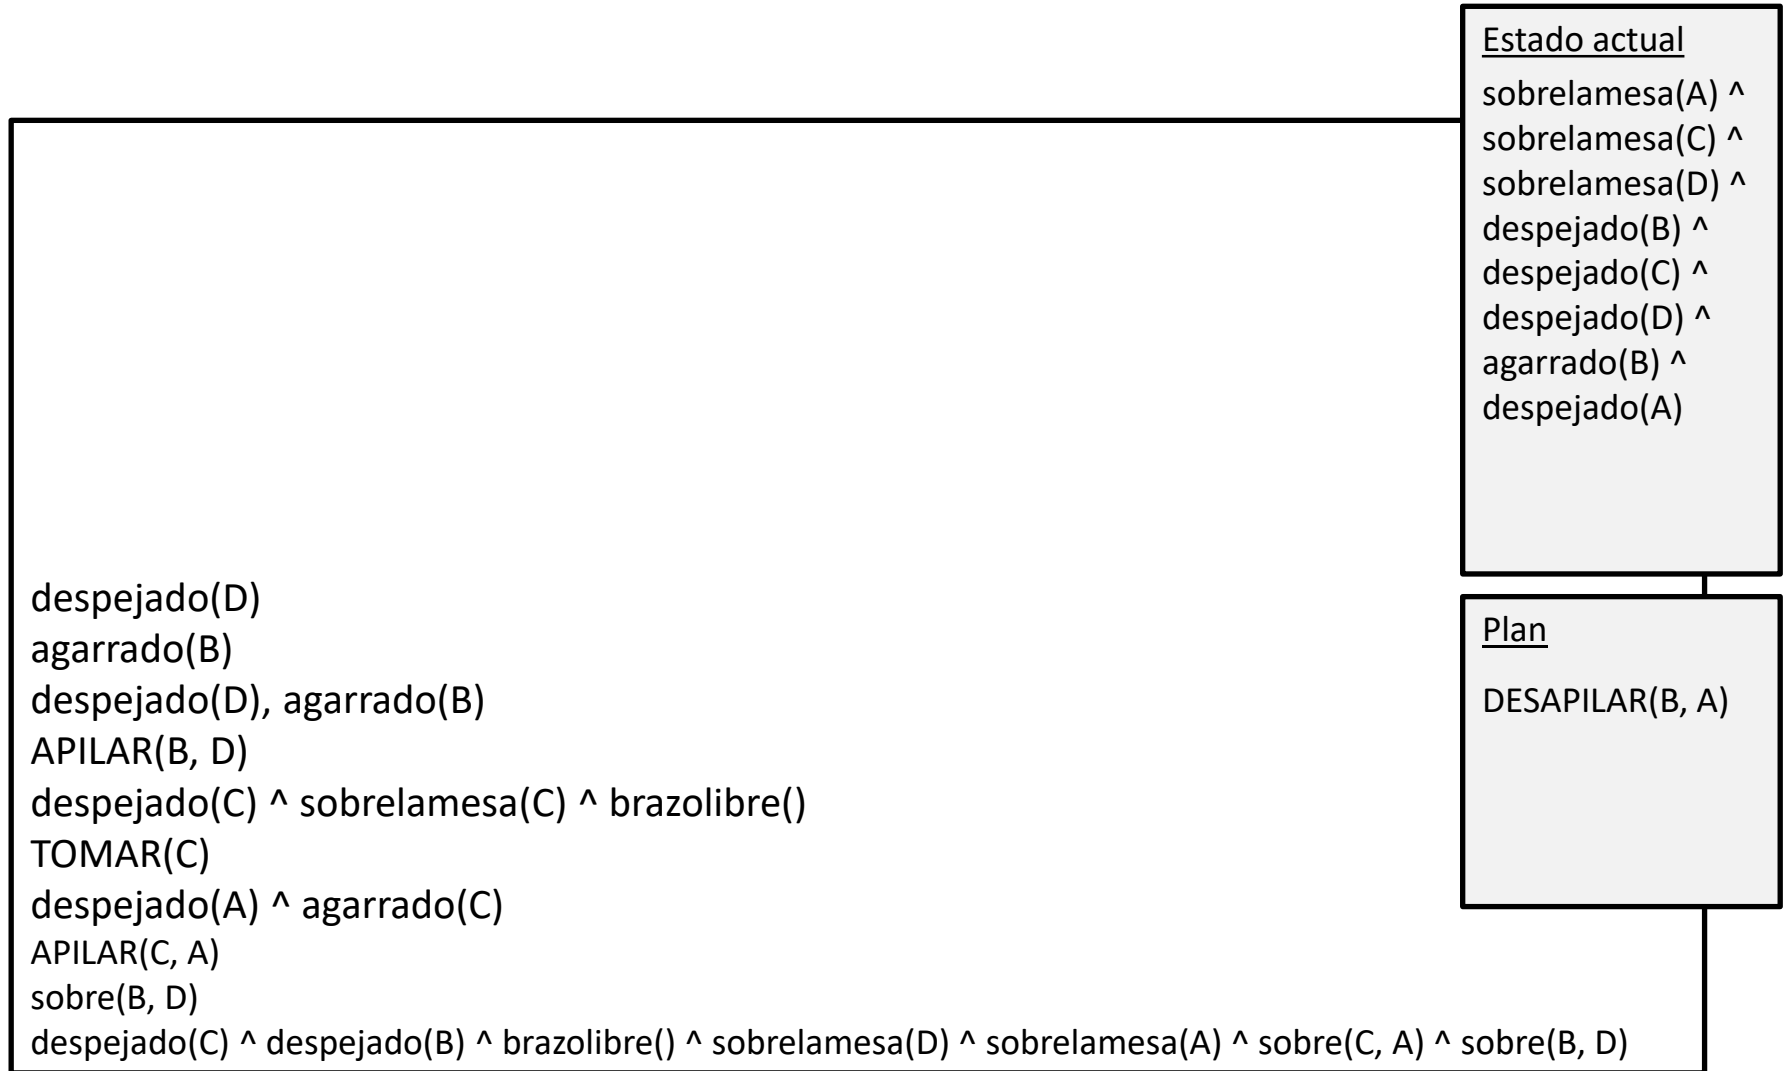 Estado actual
sobrelamesa(A) ^
sobrelamesa(C) ^
sobrelamesa(D) ^
despejado(B) ^
despejado(C) ^
despejado(D) ^
agarrado(B) ^
despejado(A)
despejado(D)
agarrado(B)
despejado(D), agarrado(B)
APILAR(B, D)
despejado(C) ^ sobrelamesa(C) ^ brazolibre()
TOMAR(C)
despejado(A) ^ agarrado(C)
APILAR(C, A)
sobre(B, D)
despejado(C) ^ despejado(B) ^ brazolibre() ^ sobrelamesa(D) ^ sobrelamesa(A) ^ sobre(C, A) ^ sobre(B, D)
Plan
DESAPILAR(B, A)